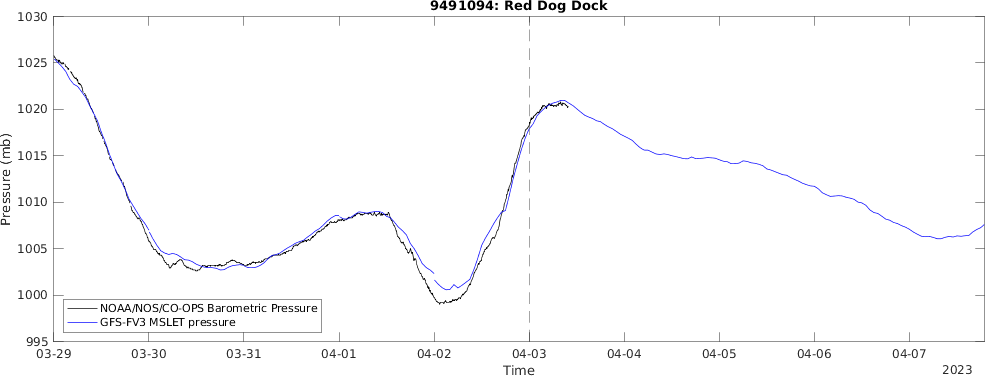 9491094: Red Dog Dock
1030
1025
1020
1015
1010
1005
1000
995
Pressure (mb)
NOAA/NOS/CO-OPS Barometric Pressure
GFS-FV3 MSLET pressure
03-29 03-30 03-31 04-01 04-02 04-03 04-04 04-05 04-06 04-07
Time
2023